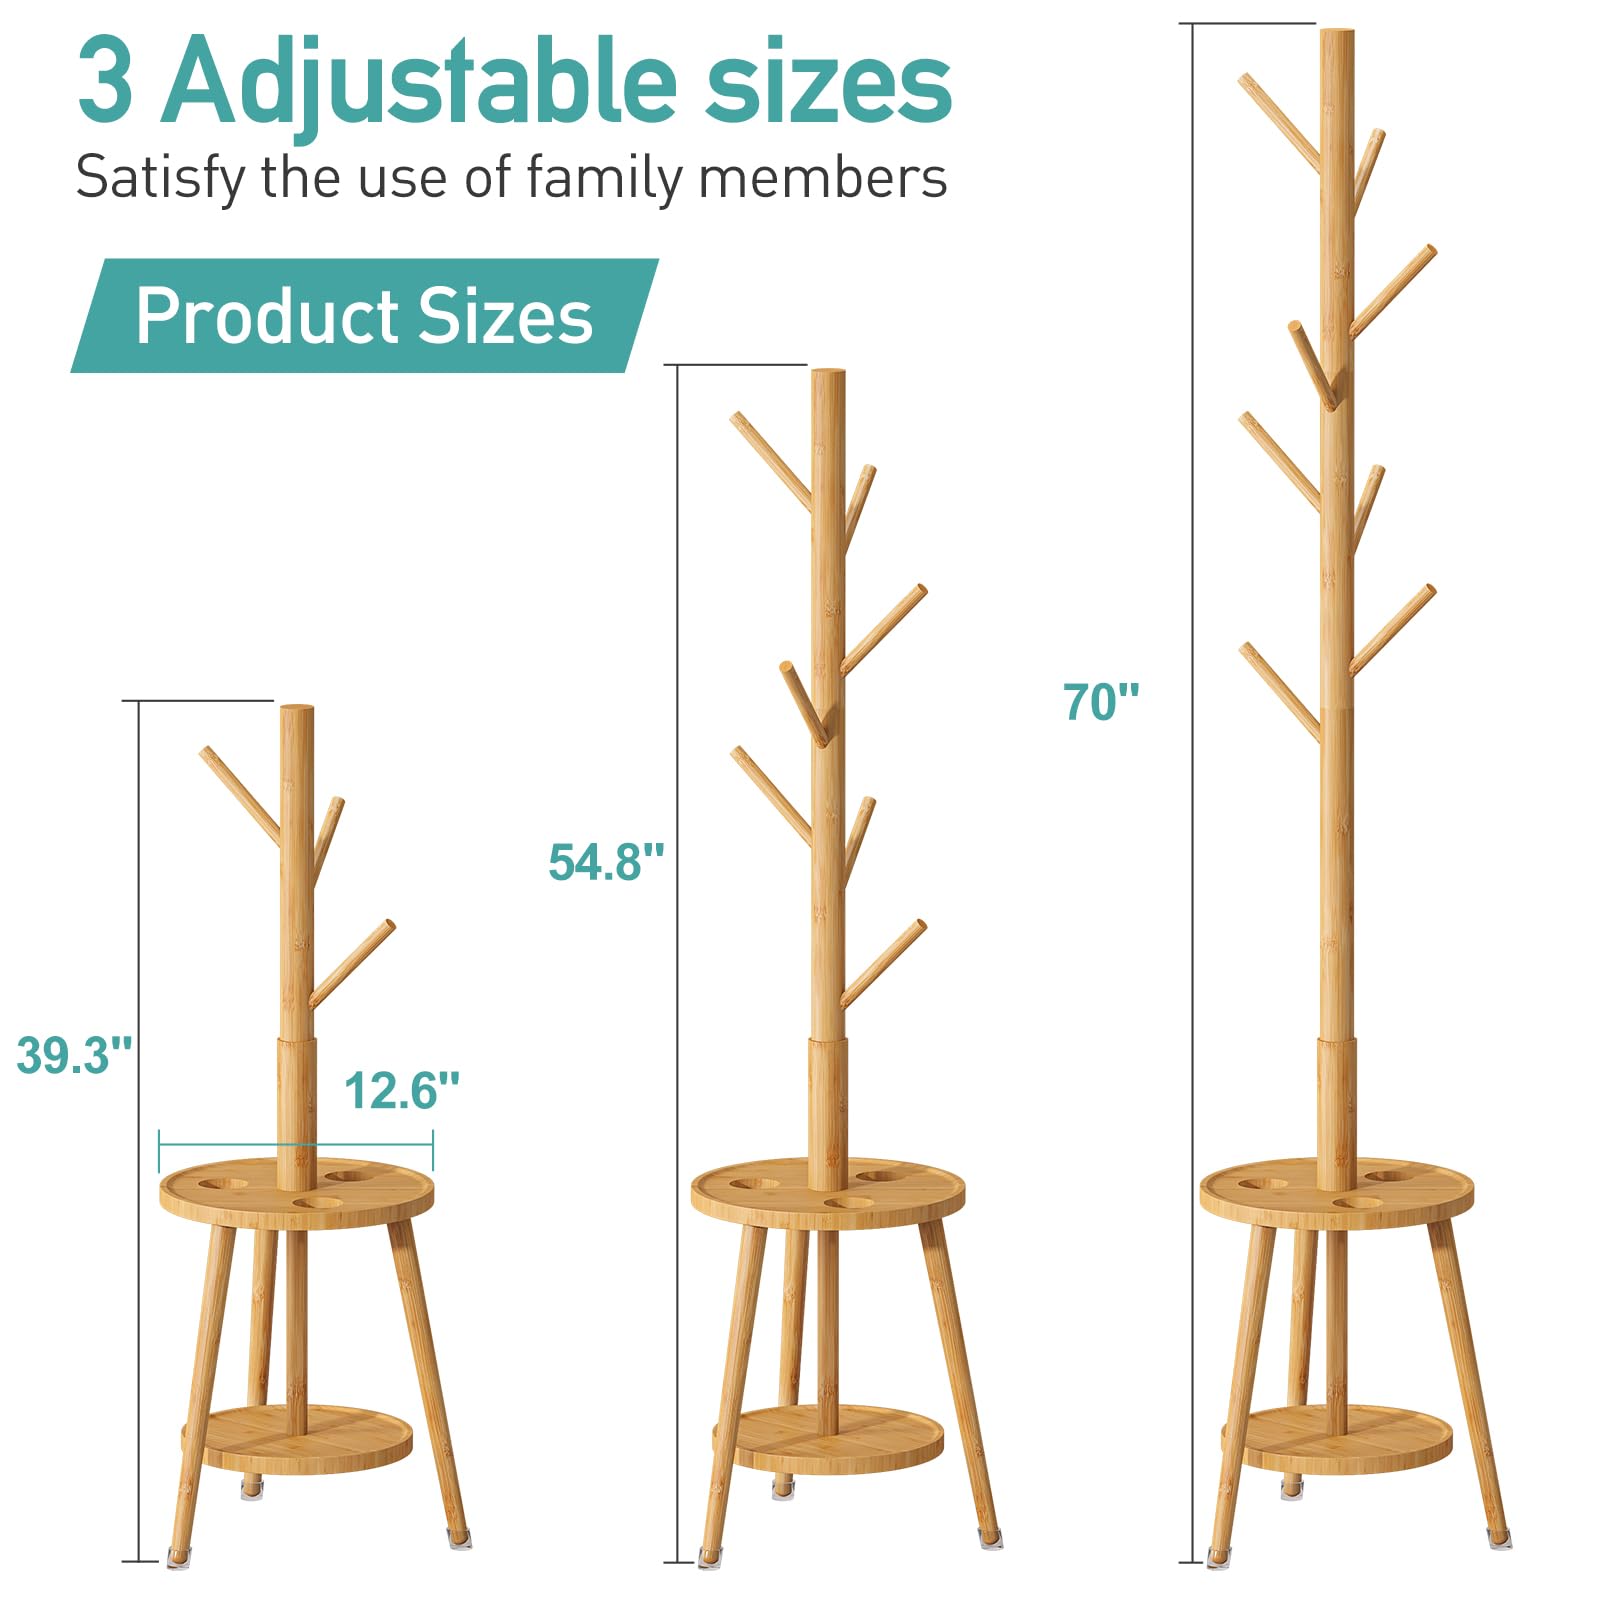 3 Adjustable sizes
Satisfy the use of family members
Product Sizes
70"
54.8"
39.3"
12.6"